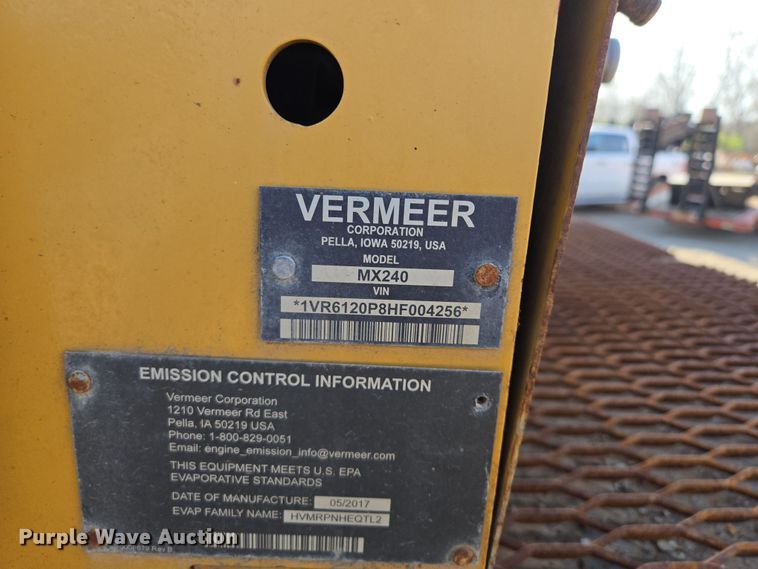 VERMEER
CORPORATION
PELLA, IOWA 50219, USA
MODEL
MX240
VIN
*1VR6120P8HF004256*
EMISSION CONTROL INFORMATION
Vermeer Corporation
1210 Vermeer Rd East
Pella, IA 50219 USA
Phone: 1-800-829-0051
Email: engine_emission_info@vermeer.com
THIS EQUIPMENT MEETS U.S. EPA
EVAPORATIVE STANDARDS
DATE OF MANUFACTURE: 05/2017
EVAP FAMILY NAME: HVMRPNHEQTL2
Rev B
Purple Wave Auction